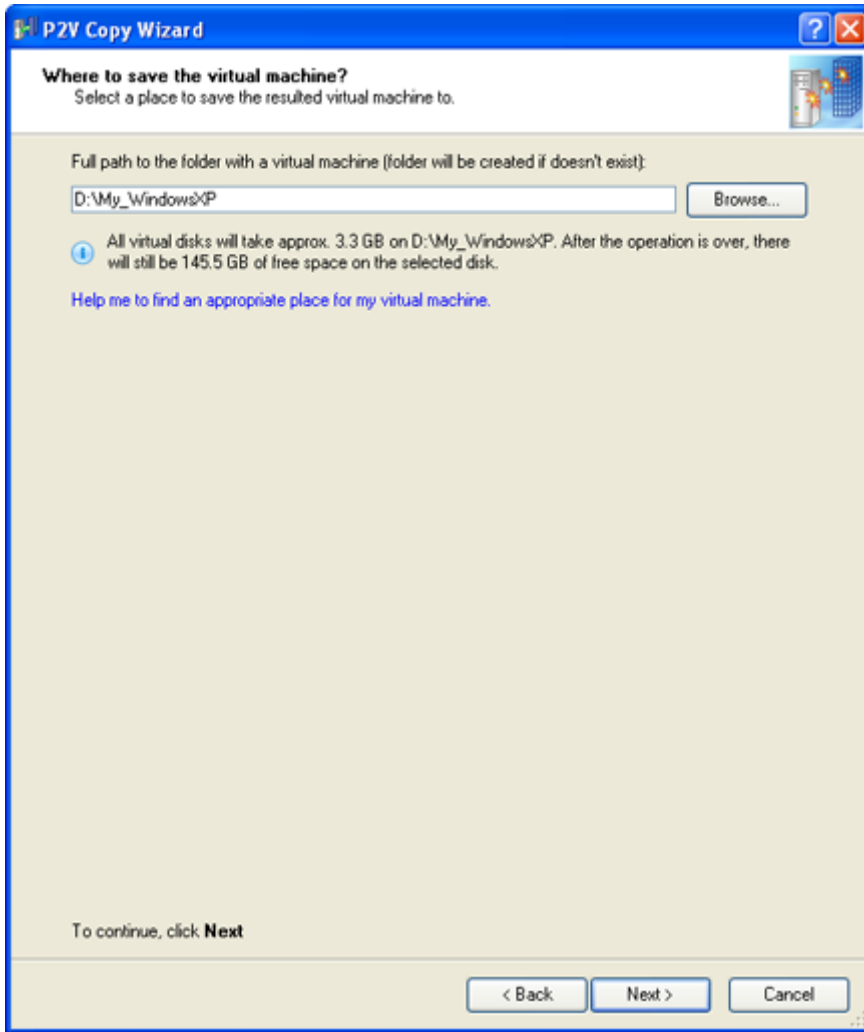 P2V Copy Wizard
Where to save the virtual machine?
Select a place to save the resulted virtual machine to.
Full path to the folder with a virtual machine (folder will be created if doesn't exist):
D:\My_WindowsXP
Browse...
All virtual disks will take approx. 3.3 GB on D:\My_WindowsXP. After the operation is over, there
will still be 145.5 GB of free space on the selected disk.
Help me to find an appropriate place for my virtual machine.
To continue, click Next
< Back Next > Cancel